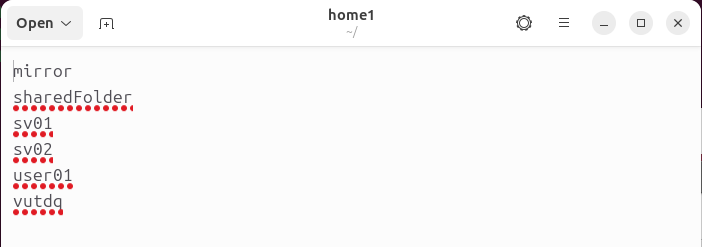 Open
home1
~/
mirror
sharedFolder
sv01
sv02
user01
vutdq